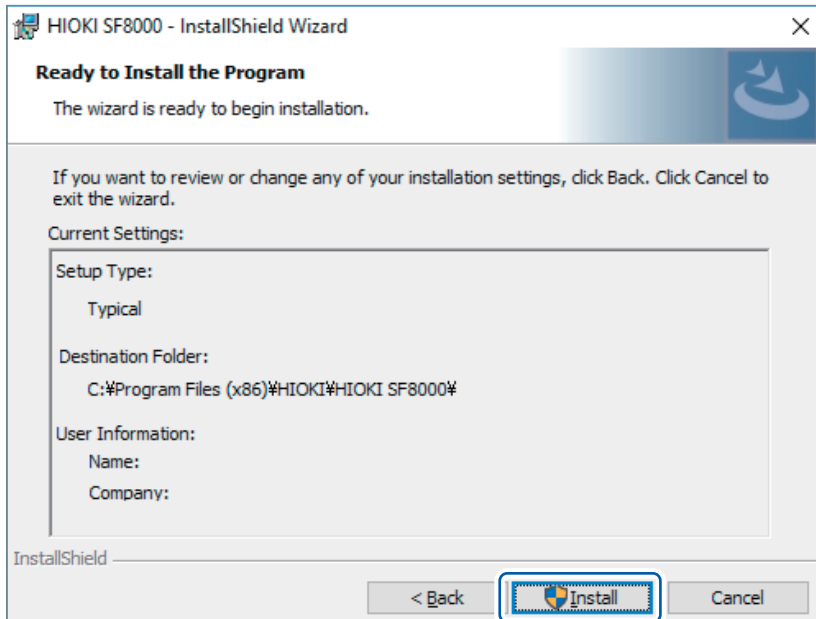 HIOKI SF8000 - InstallShield Wizard
Ready to Install the Program
The wizard is ready to begin installation.
If you want to review or change any of your installation settings, click Back. Click Cancel to
exit the wizard.
Current Settings:
Setup Type:
Typical
Destination Folder:
C:¥Program Files (x86)¥HIOKI¥HIOKI SF8000¥
User Information:
Name:
Company:
InstallShield
< Back
Install
Cancel